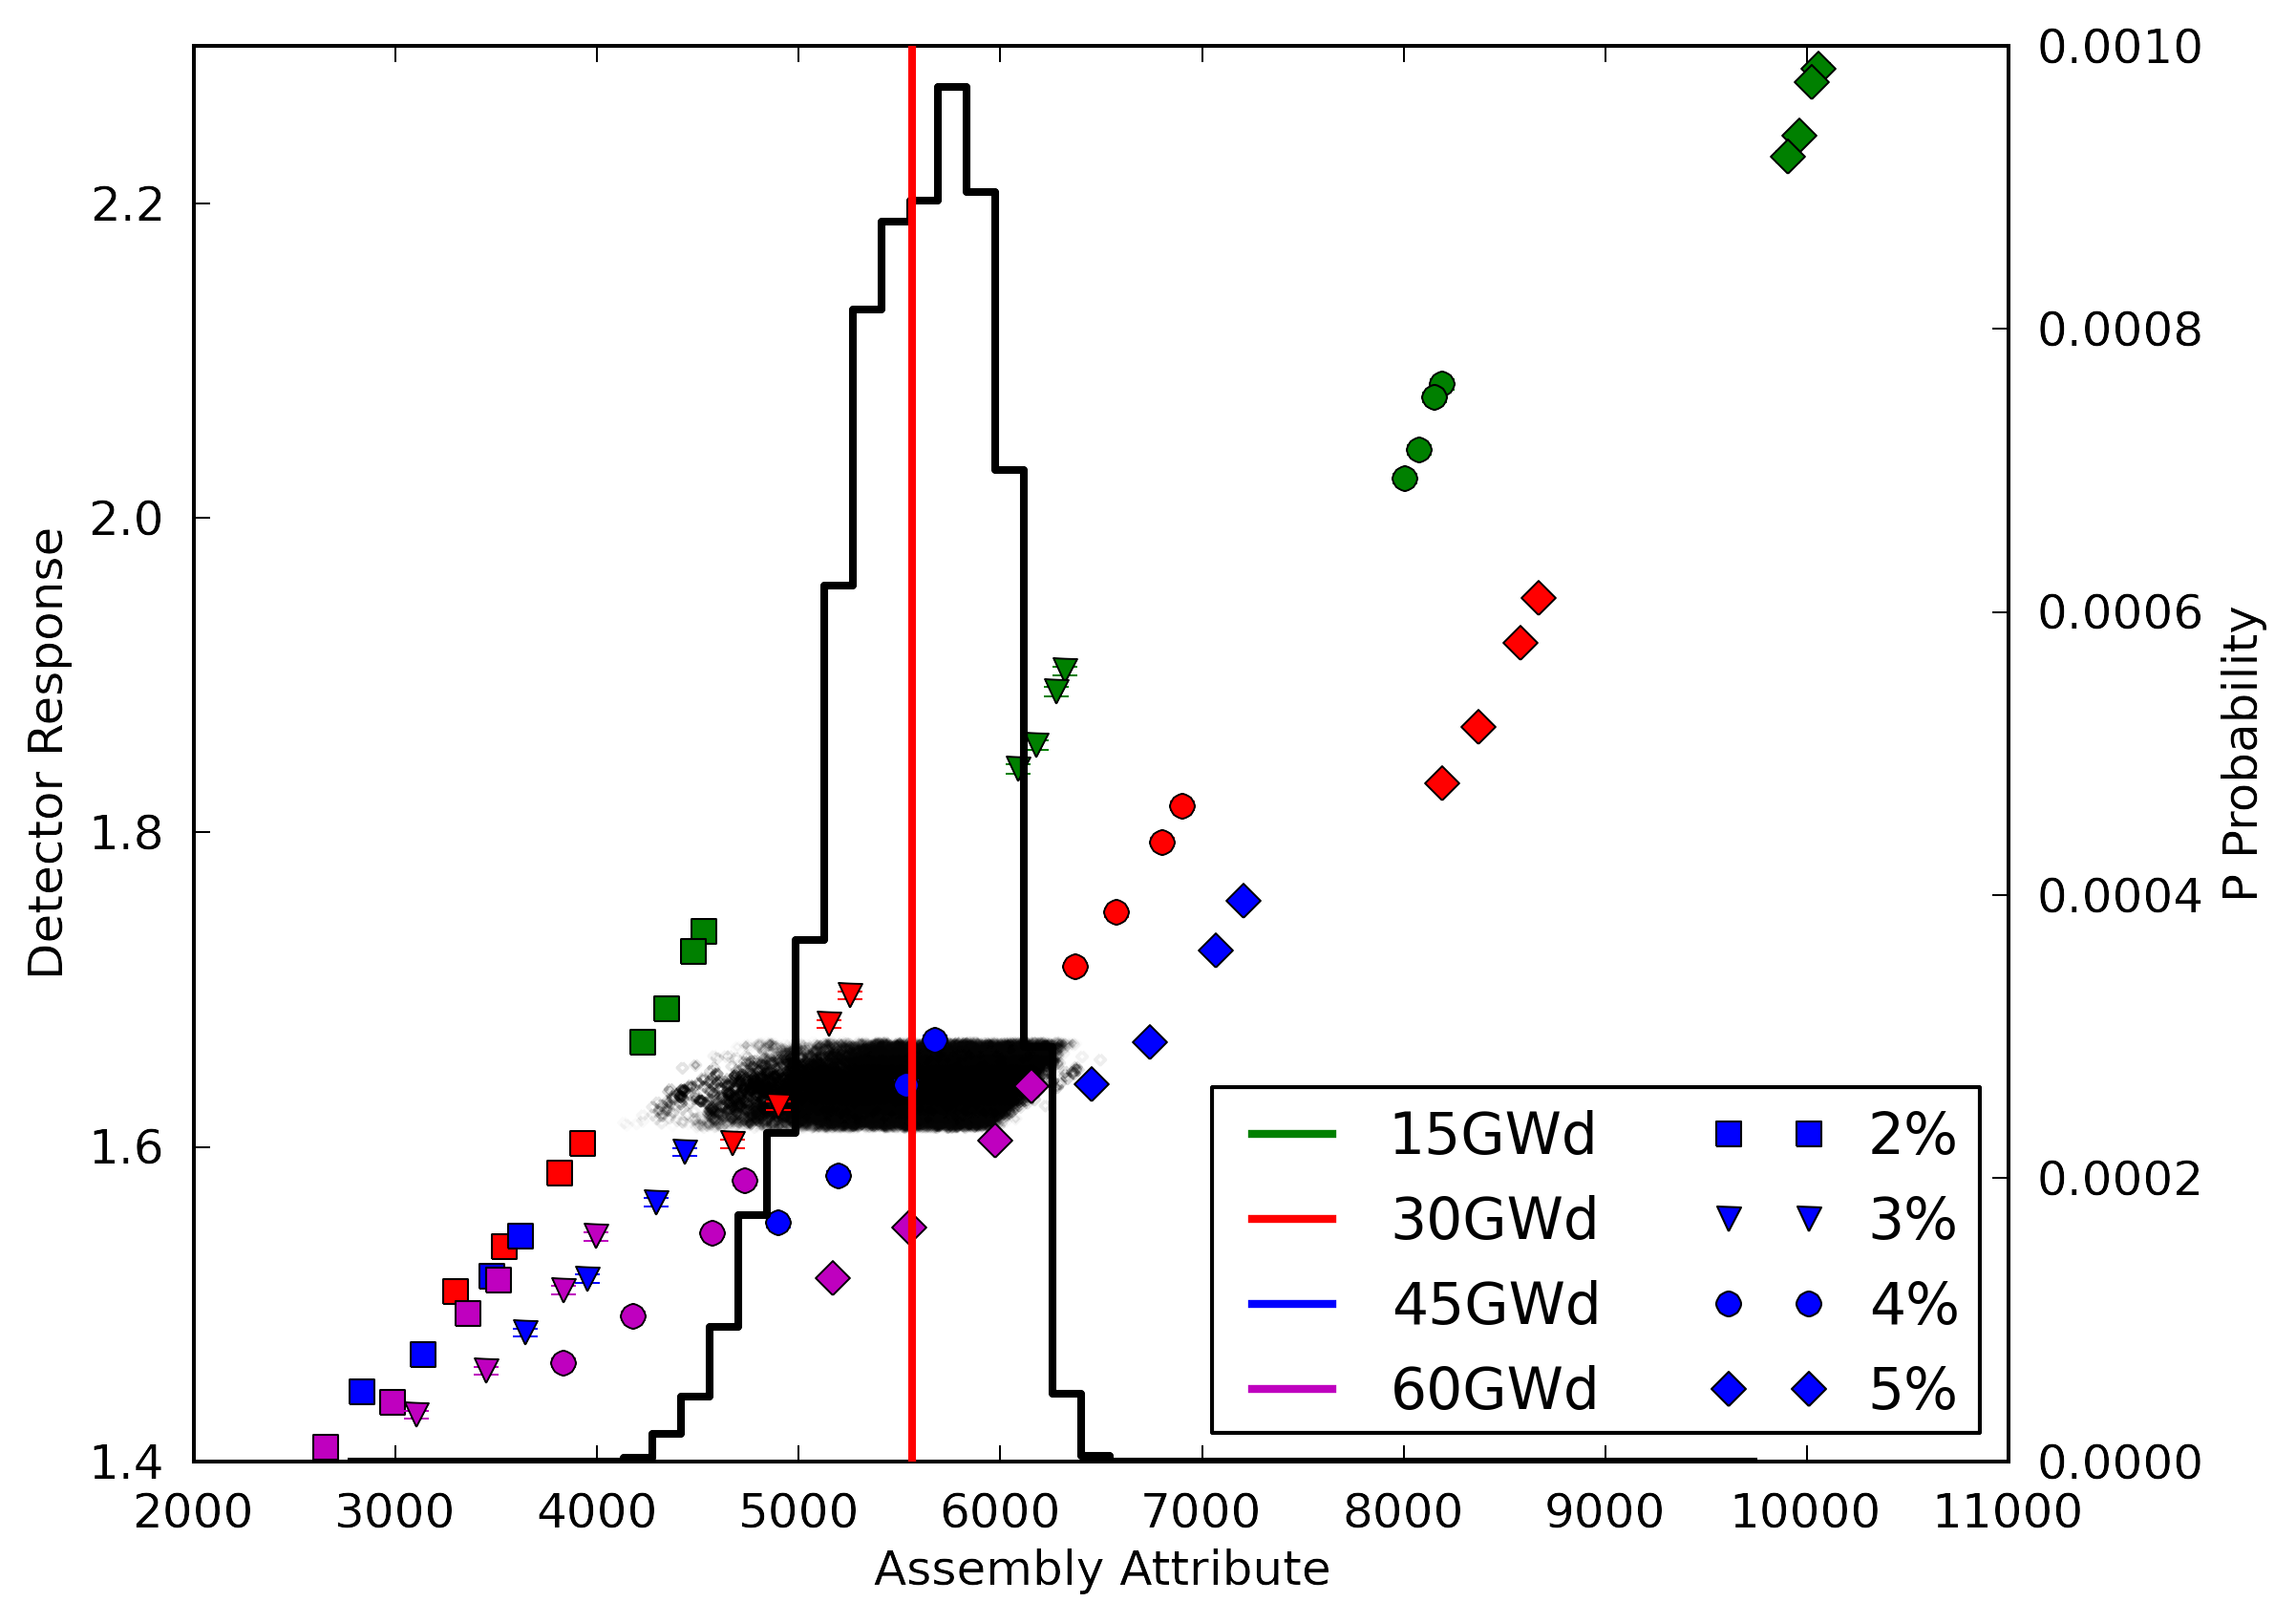 0.0010
2.2
0.0008
2.0
0.0006
Detector Response
P Probability
1.8
0.0004
1.6
15GWd 2%
0.0002
30GWd 3%
45GWd 4%
60GWd 5%
1.4
0.0000
2000 3000 4000 5000 6000 7000 8000 9000 10000 11000
Assembly Attribute